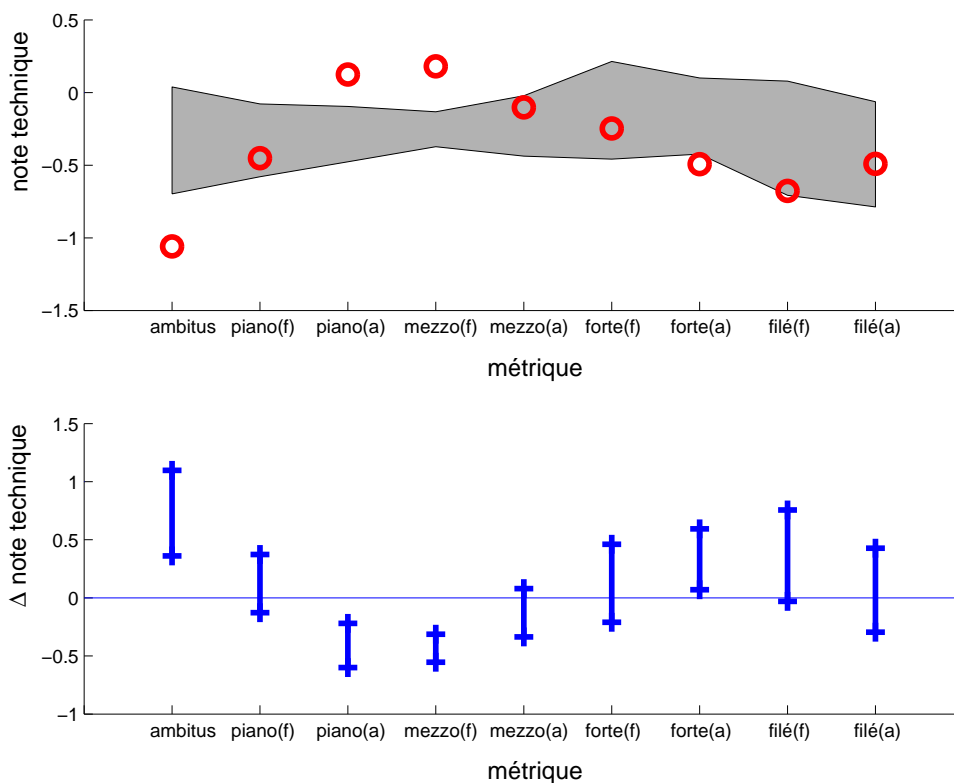 0.5
0
−0.5
−1
−1.5
note technique
ambitus piano(f) piano(a) mezzo(f) mezzo(a) forte(f) forte(a) filé(f) filé(a)
métrique
1.5
1
0.5
0
−0.5
−1
Δ note technique
ambitus piano(f) piano(a) mezzo(f) mezzo(a) forte(f) forte(a) filé(f) filé(a)
métrique